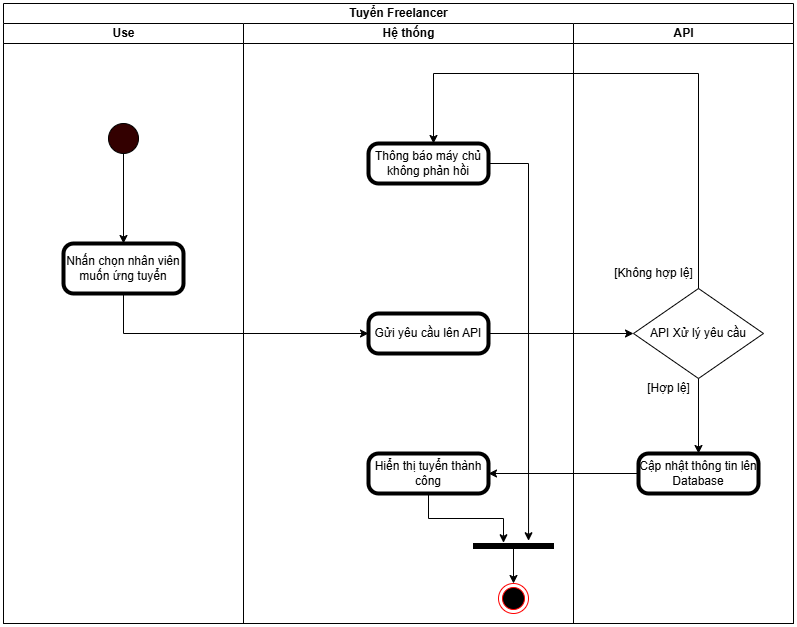 Tuyển Freelancer
Use
Hệ thống
API
Thông báo máy chủ
không phản hồi
Nhấn chọn nhân viên
muốn ứng tuyển
[Không hợp lệ]
Gửi yêu cầu lên API
API Xử lý yêu cầu
[Hợp lệ]
Hiển thị tuyển thành
công
Cập nhật thông tin lên
Database